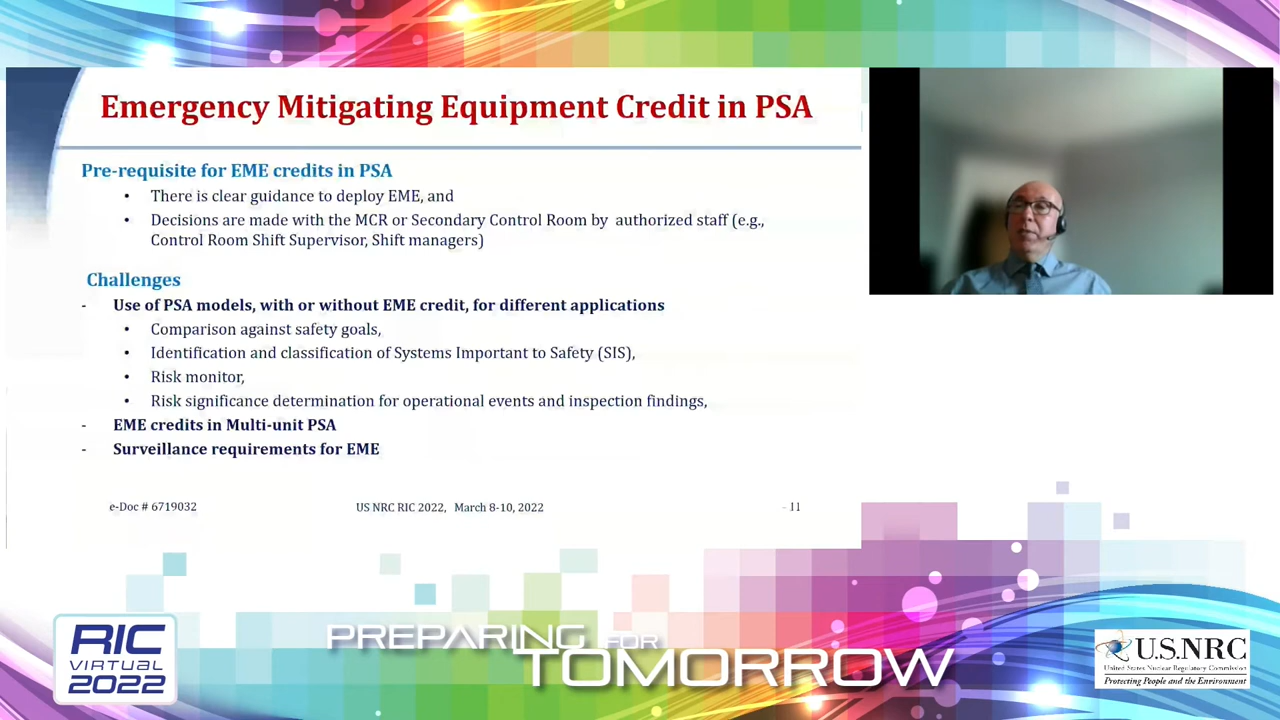 Emergency Mitigating Equipment Credit in PSA
Pre-requisite for EME credits in PSA
• There is clear guidance to deploy EME, and
• Decisions are made with the MCR or Secondary Control Room by authorized staff (e.g.,
Control Room Shift Supervisor, Shift managers)
Challenges
- Use of PSA models, with or without EME credit, for different applications
• Comparison against safety goals,
• Identification and classification of Systems Important to Safety (SIS),
• Risk monitor,
• Risk significance determination for operational events and inspection findings,
- EME credits in Multi-unit PSA
- Surveillance requirements for EME
e-Doc # 6719032
US NRC RIC 2022, March 8-10, 2022
- 11
RIC
VIRTUAL
2022
PREPARING FOR
TOMORROW
U.S.NRC
United States Nuclear Regulatory Commission
Protecting People and the Environment